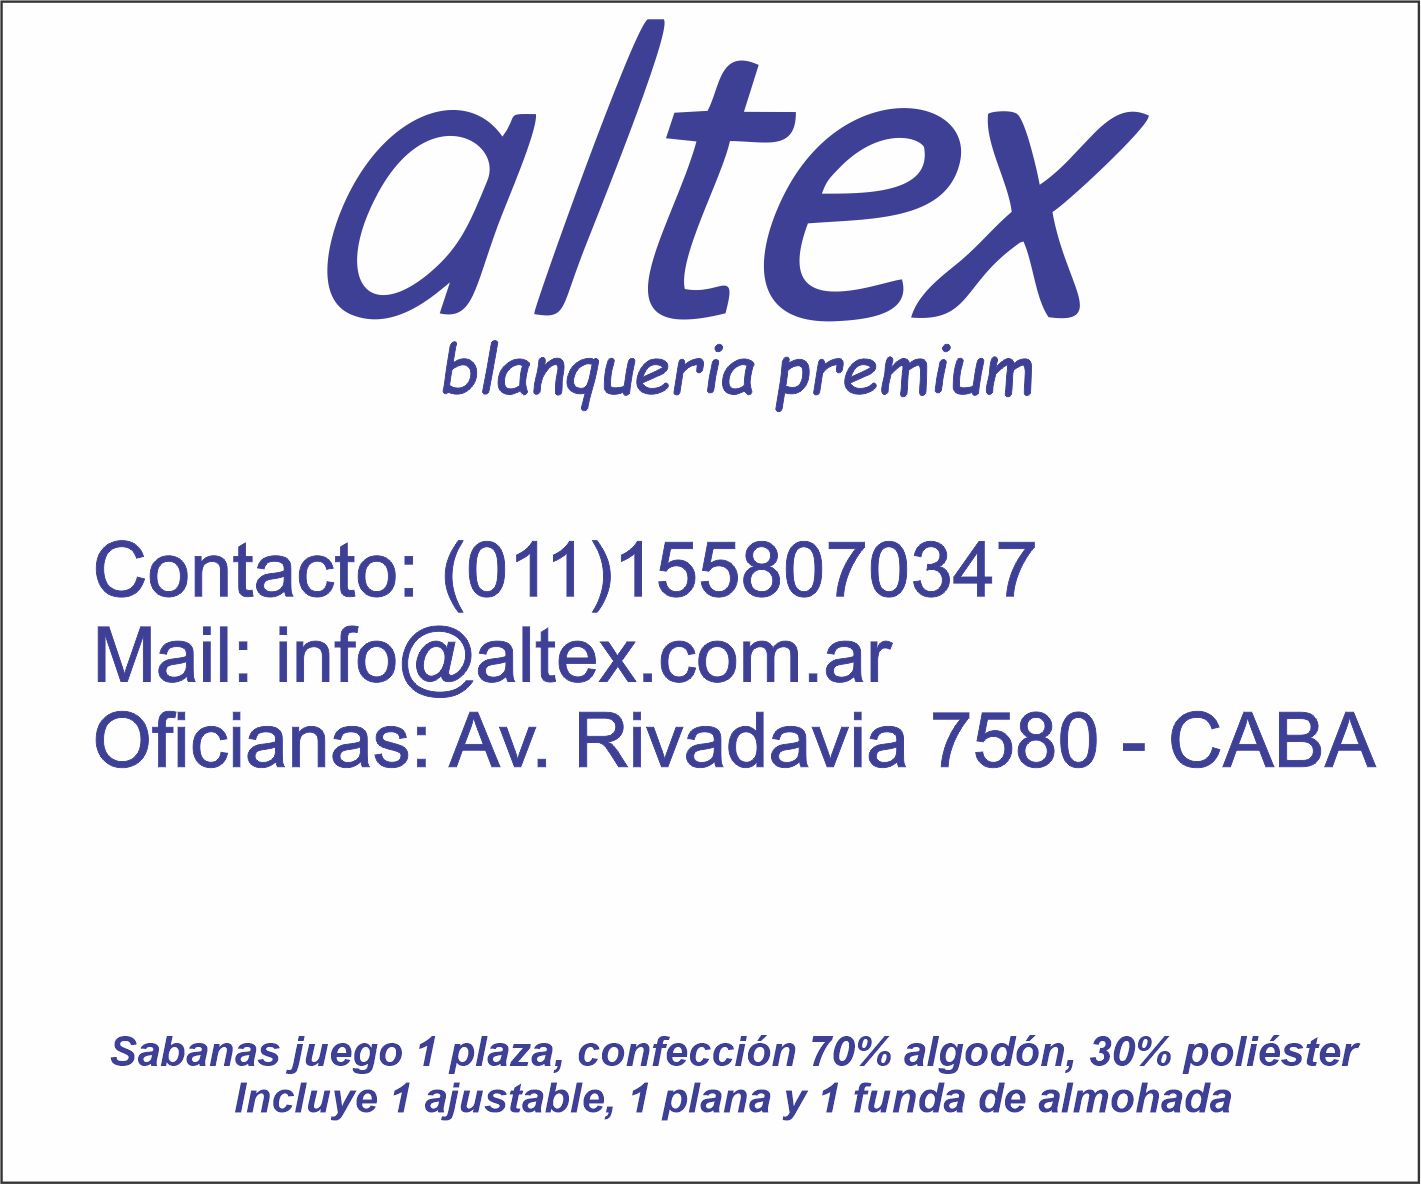 altex
blanqueria premium
Contacto: (011)1558070347
Mail: info@altex.com.ar
Oficianas: Av. Rivadavia 7580 - CABA
Sabanas juego 1 plaza, confección 70% algodón, 30% poliéster
Incluye 1 ajustable, 1 plana y 1 funda de almohada